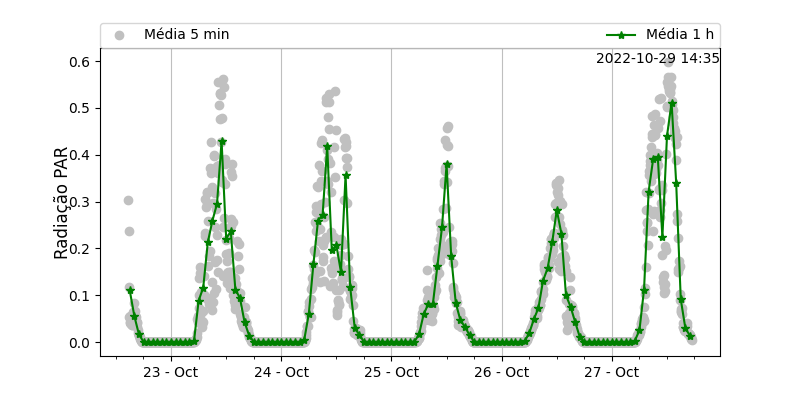 Média 5 min
Média 1 h
2022-10-29 14:35
Radiação PAR
0.6
0.5
0.4
0.3
0.2
0.1
0.0
23 - Oct
24 - Oct
25 - Oct
26 - Oct
27 - Oct